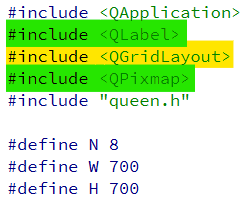 #include <QApplication>
#include <QLabel>
#include <QGridLayout>
#include <QPixmap>
#include "queen.h"

#define N 8
#define W 700
#define H 700